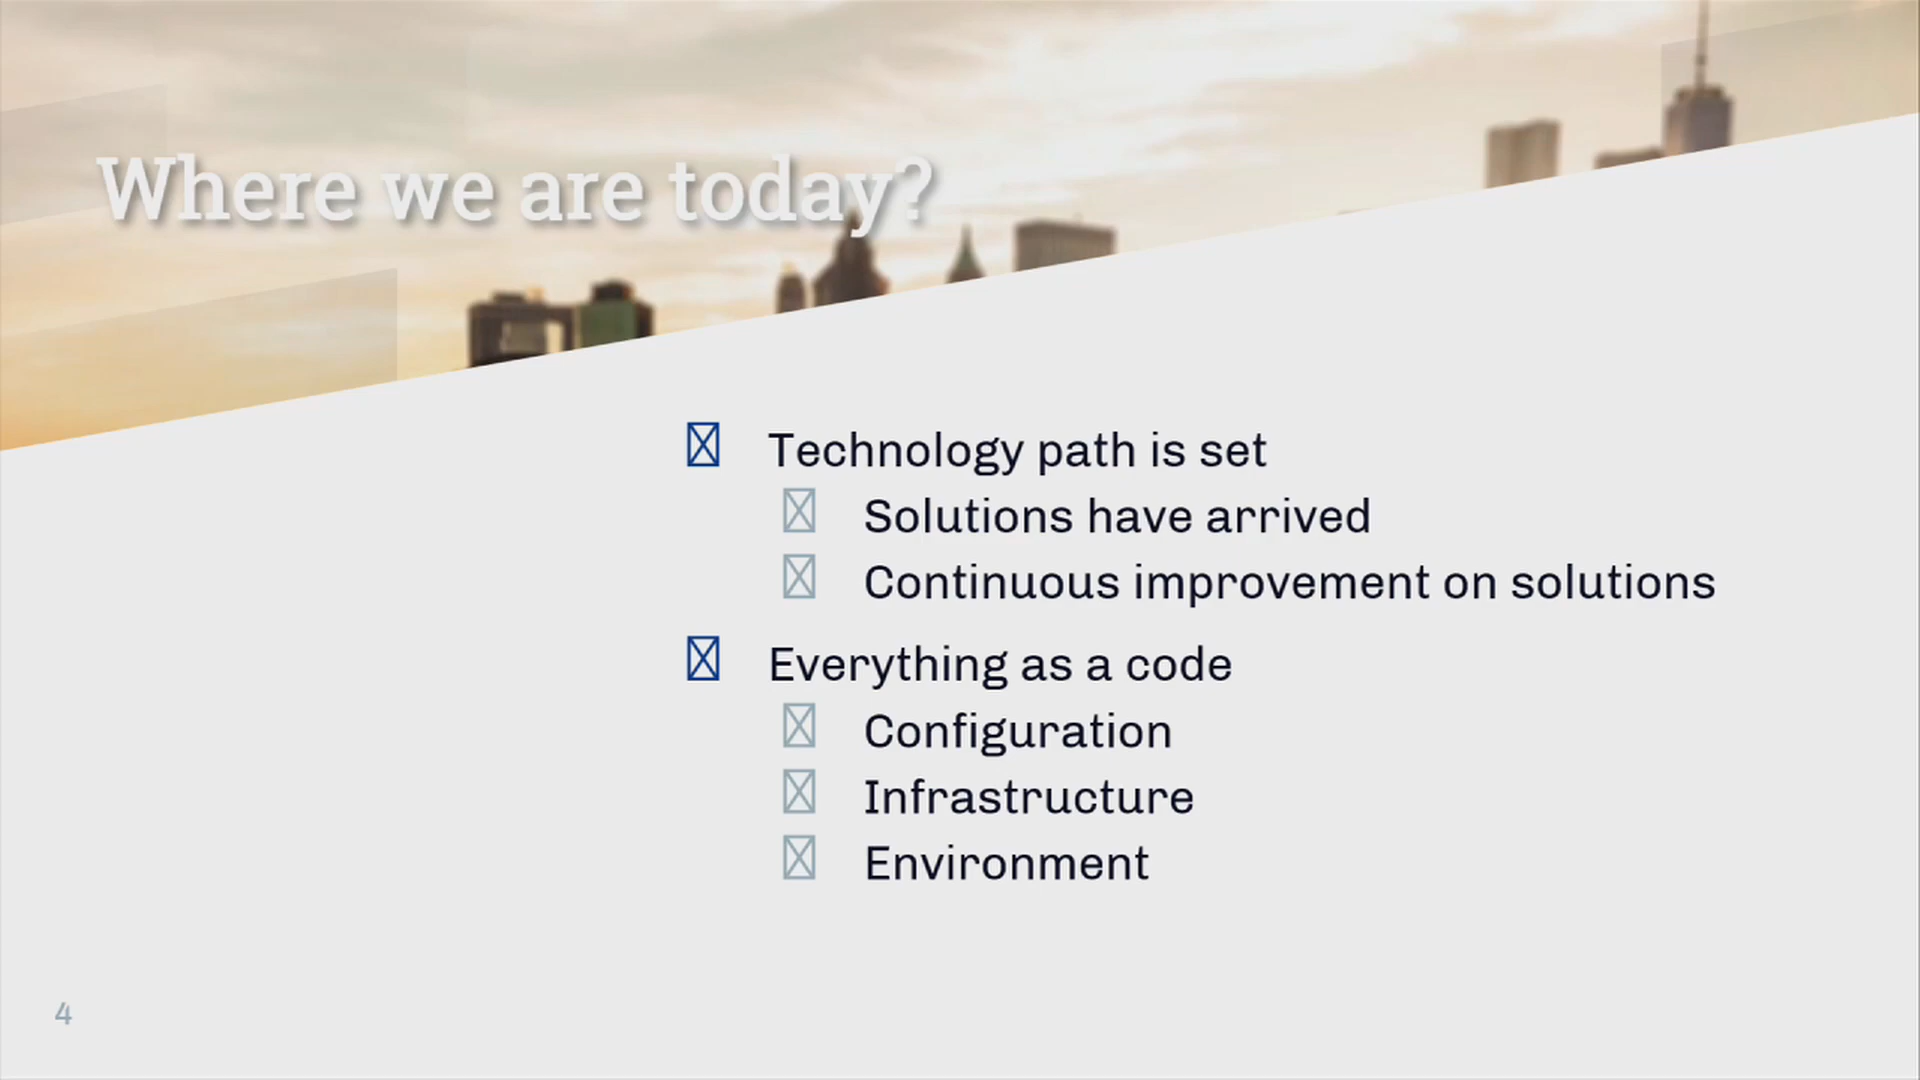 Where we are today?
Technology path is set
Solutions have arrived
Continuous improvement on solutions
Everything as a code
Configuration
Infrastructure
Environment
4